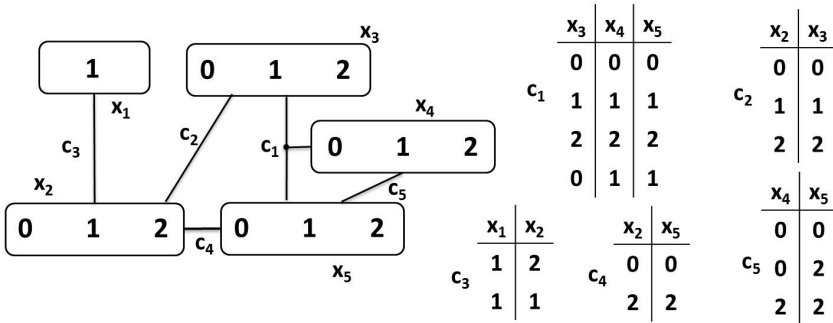 x3
1
0 1 2
x1
x4
c2
c1
0 1 2
c3
c5
x2
0 1 2
c4
0 1 2
x5
c1
x3 x4 x5
0 0 0
1 1 1
2 2 2
0 1 1
c2
x2 x3
0 0
1 1
2 2
c3
x1 x2
1 2
1 1
c4
x2 x5
0 0
2 2
c5
x4 x5
0 0
0 2
2 2